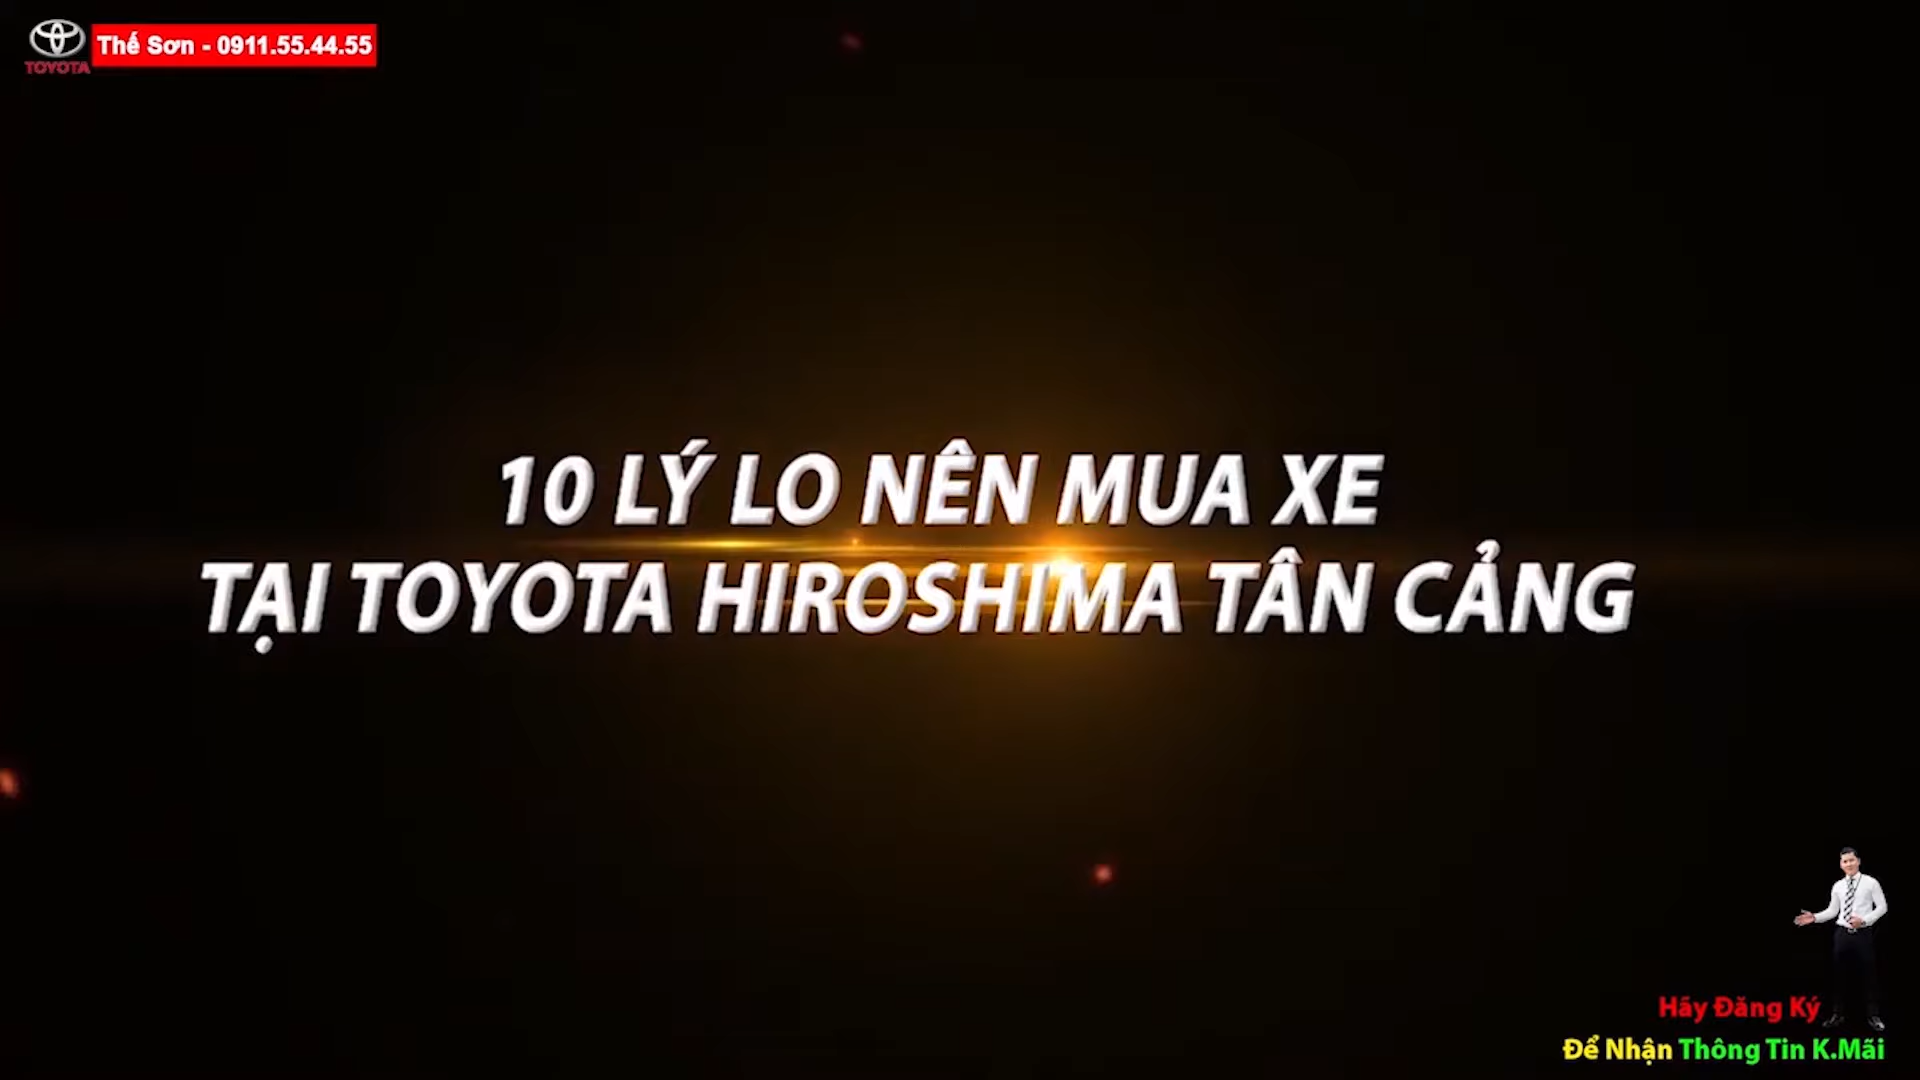 TOYOTA
Thế Sơn - 0911.55.44.55
10 LÝ LO NÊN MUA XE
TẠI TOYOTA HIROSHIMA TÂN CẢNG
Hãy Đăng Ký
Để Nhận Thông Tin K.Mãi